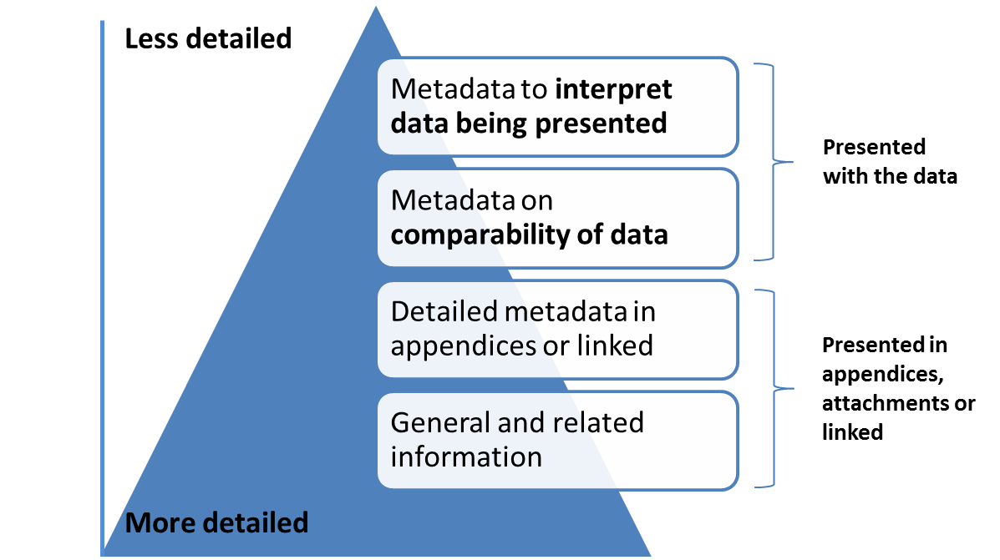 Less detailed
Metadata to interpret
data being presented
Metadata on
comparability of data
Presented
with the data
Detailed metadata in
appendices or linked
General and related
information
Presented in
appendices,
attachments or
linked
More detailed